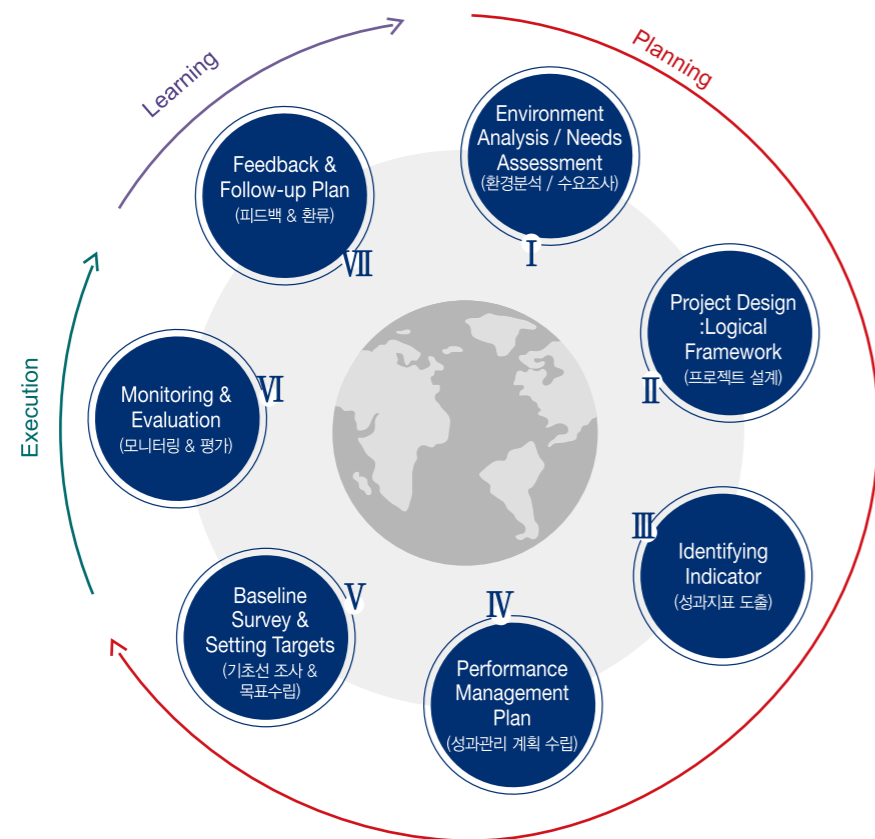 Planning
Environment
Analysis / Needs
Assessment
(환경분석 / 수요조사)
Ⅰ
Project Design
:Logical
Framework
(프로젝트 설계)
Ⅱ
Identifying
Indicator
(성과지표 도출)
Ⅲ
Performance
Management
Plan
(성과관리 계획 수립)
Ⅳ
Baseline
Survey &
Setting Targets
(기초선 조사 &
목표수립)
Ⅴ
Execution
Monitoring &
Evaluation
(모니터링 & 평가)
Ⅵ
Learning
Feedback &
Follow-up Plan
(피드백 & 환류)
Ⅶ